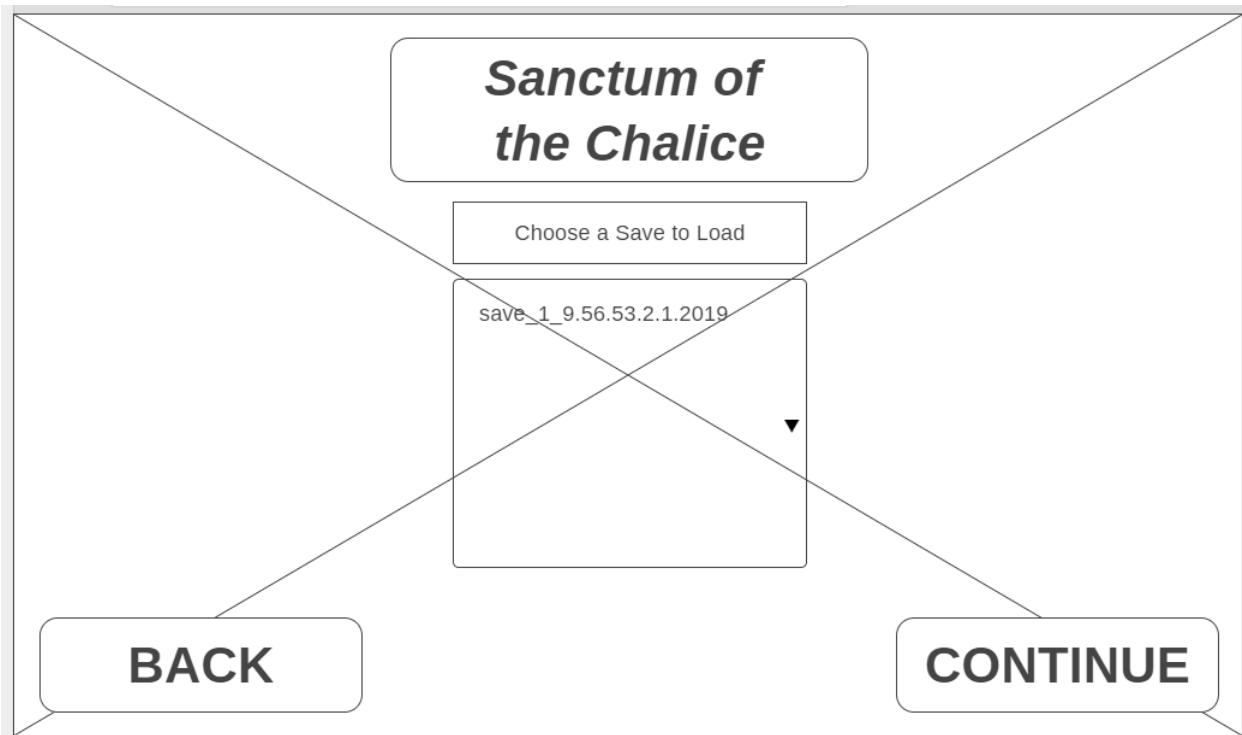 Sanctum of
the Chalice
Choose a Save to Load
save_1_9.56.53.2.1.2019
BACK
CONTINUE